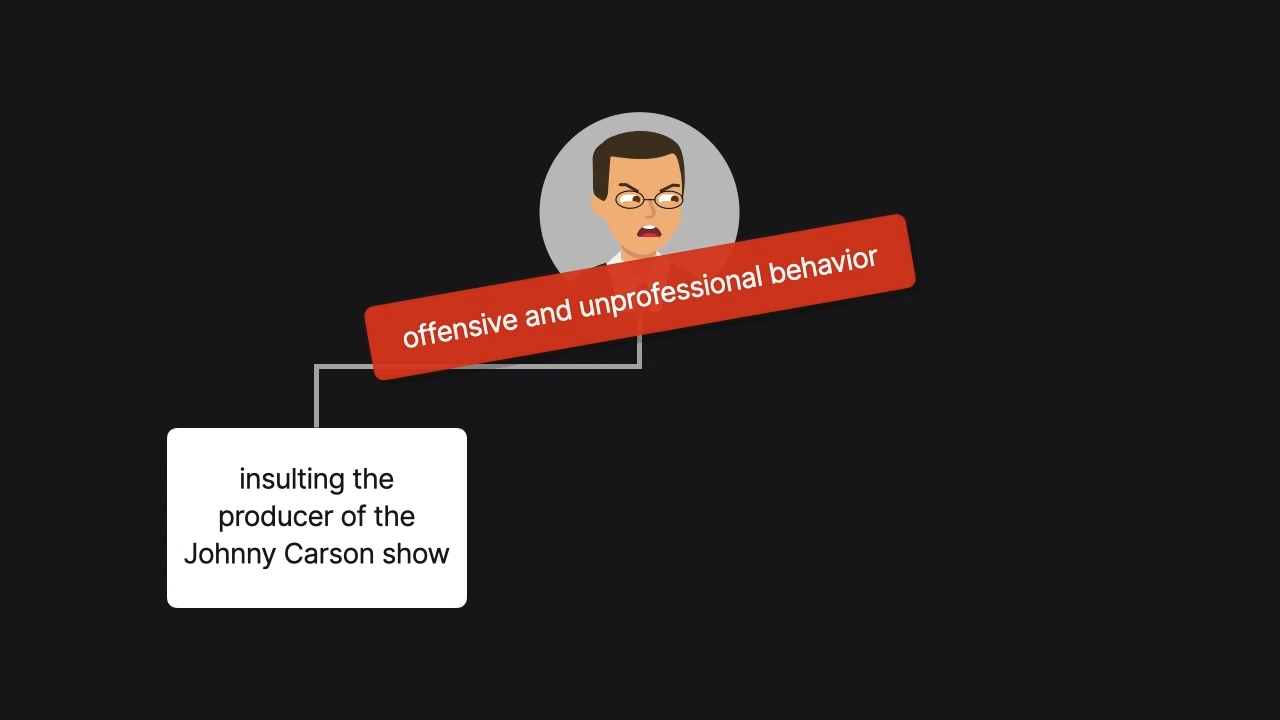 offensive and unprofessional behavior
insulting the
producer of the
Johnny Carson show